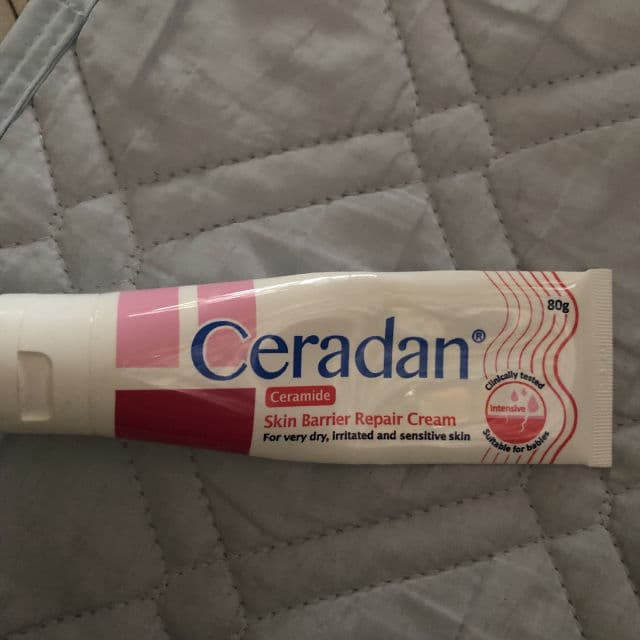 80g
Ceradan®
Ceramide
Skin Barrier Repair Cream
For very dry, irritated and sensitive skin
Clinically tested
Intensive
Suitable for babies